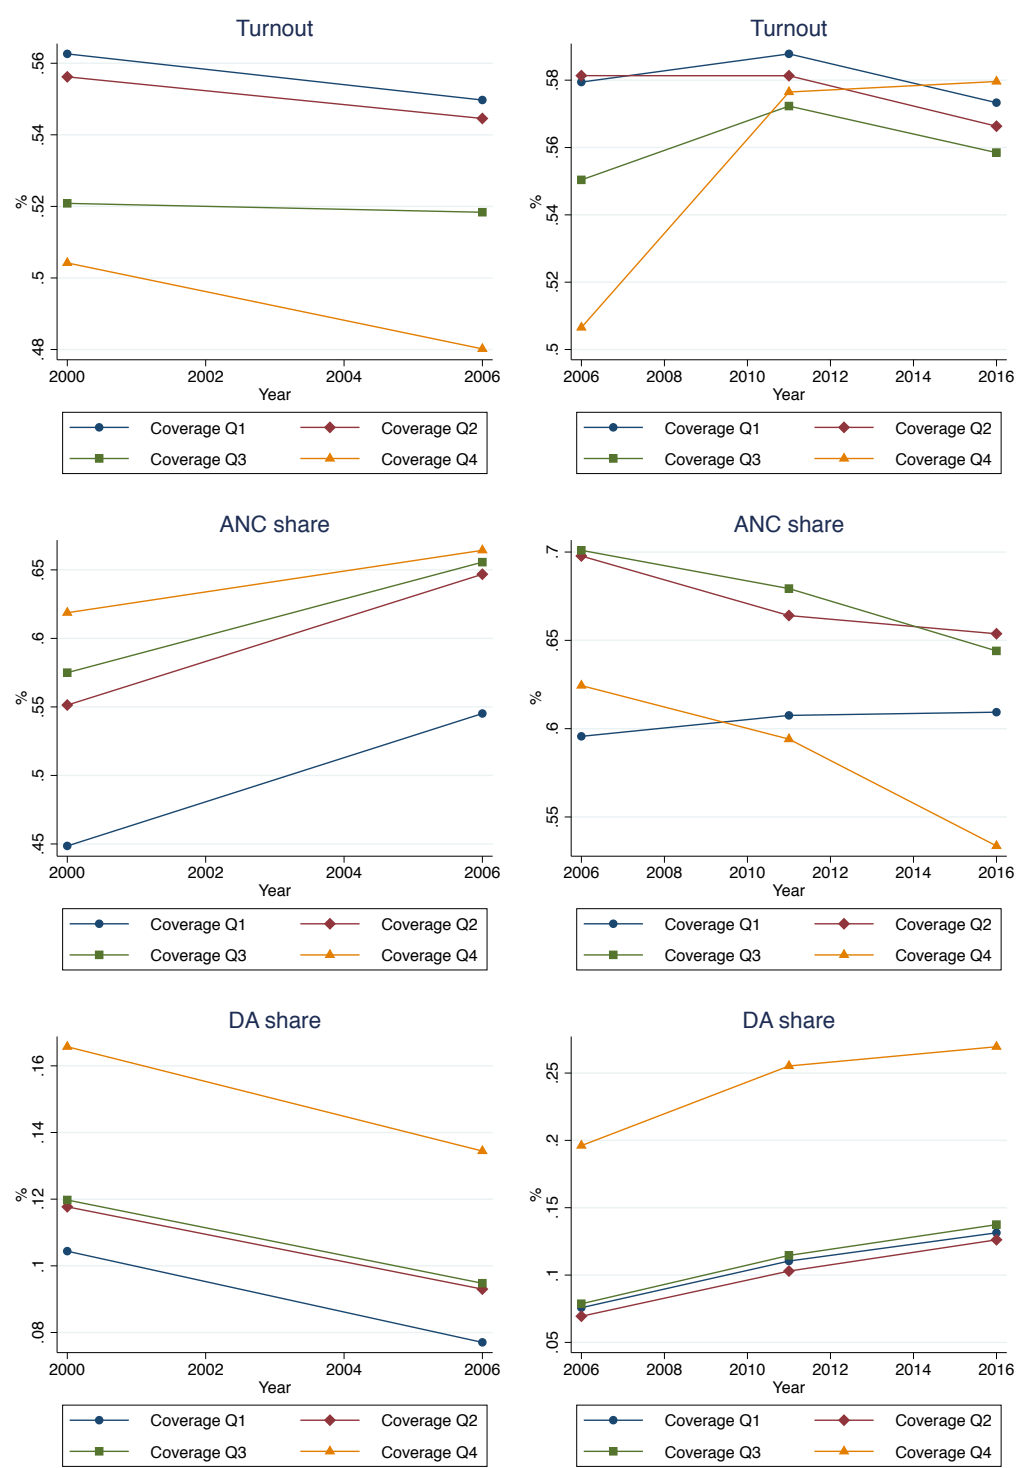 Turnout
%
.56
.54
.52
.5
.48
2000 2002 2004 2006
Year
Coverage Q1 Coverage Q2
Coverage Q3 Coverage Q4
Turnout
%
.58
.56
.54
.52
.5
2006 2008 2010 2012 2014 2016
Year
Coverage Q1 Coverage Q2
Coverage Q3 Coverage Q4
ANC share
%
.65
.6
.55
.5
.45
2000 2002 2004 2006
Year
Coverage Q1 Coverage Q2
Coverage Q3 Coverage Q4
ANC share
%
.7
.65
.6
.55
2006 2008 2010 2012 2014 2016
Year
Coverage Q1 Coverage Q2
Coverage Q3 Coverage Q4
DA share
%
.16
.14
.12
.1
.08
2000 2002 2004 2006
Year
Coverage Q1 Coverage Q2
Coverage Q3 Coverage Q4
DA share
%
.25
.2
.15
.1
.05
2006 2008 2010 2012 2014 2016
Year
Coverage Q1 Coverage Q2
Coverage Q3 Coverage Q4